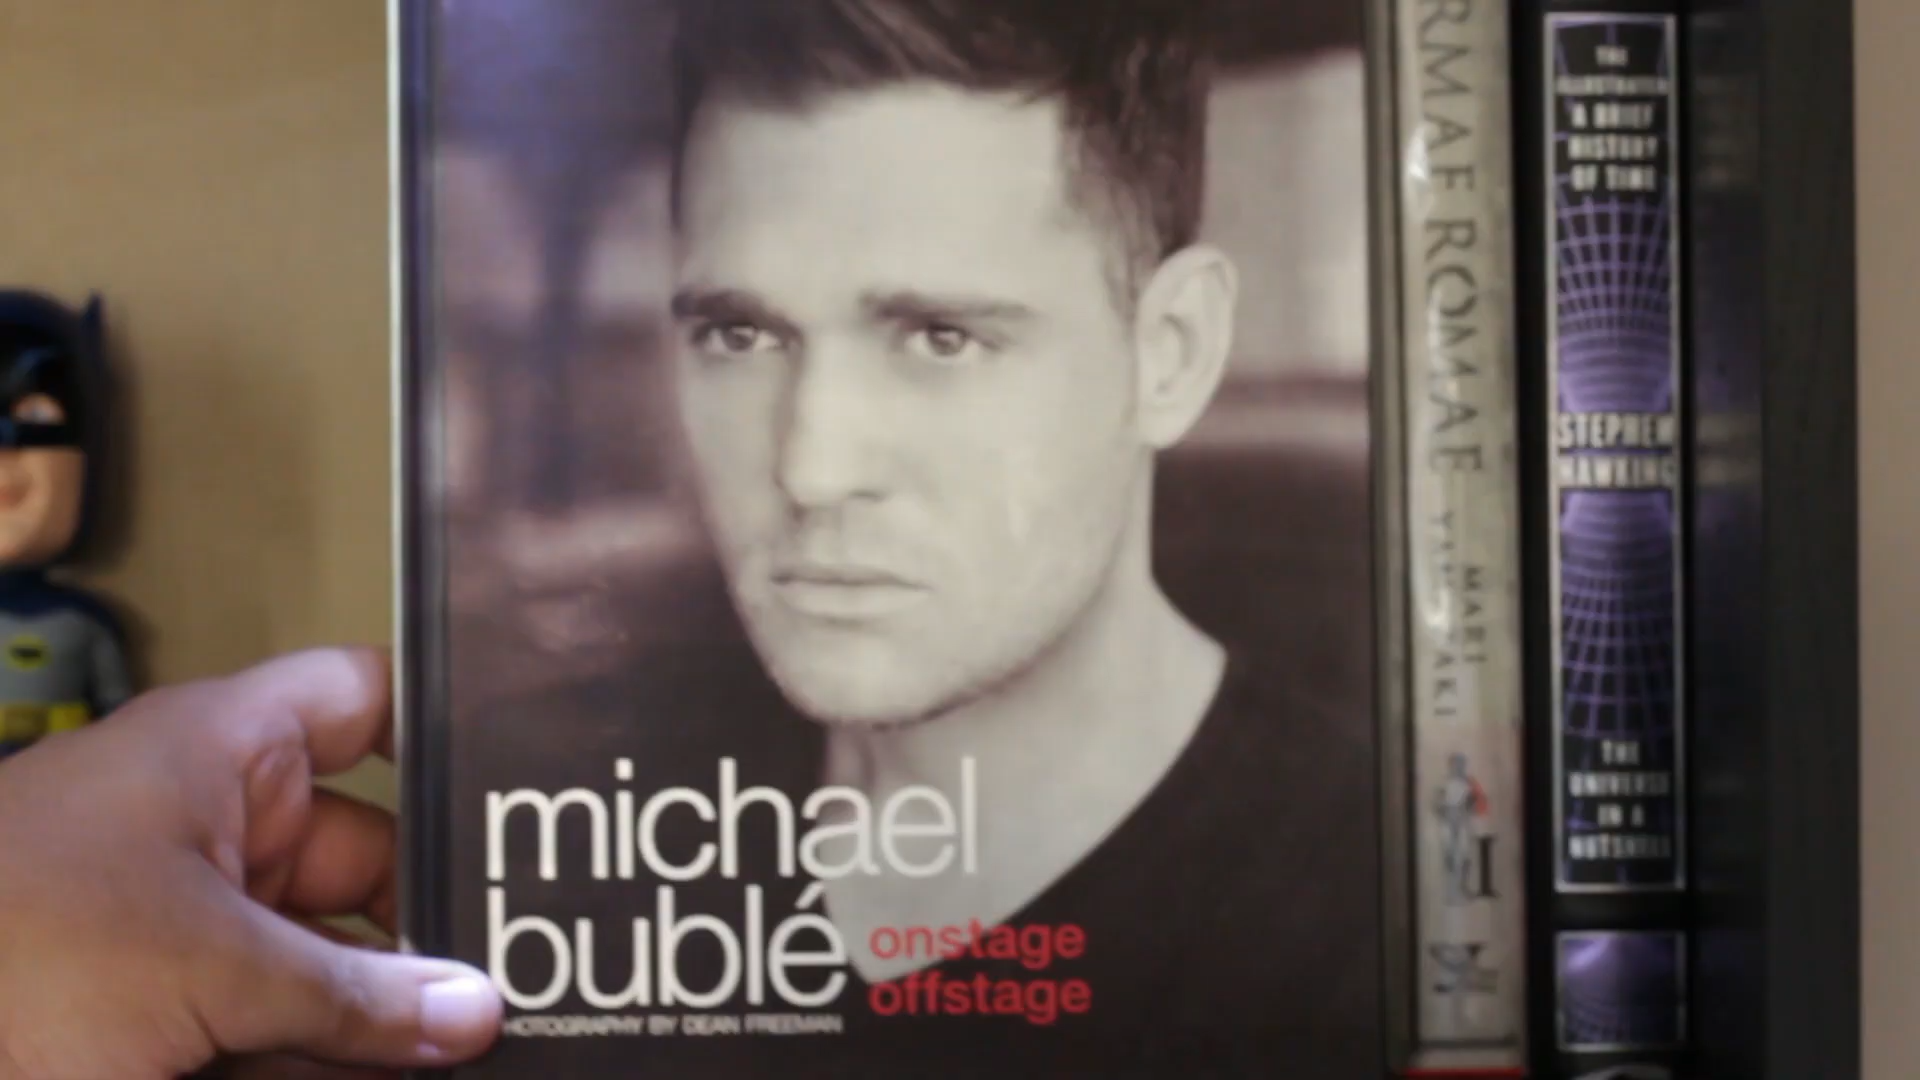 michael
bublé
onstage
offstage
PHOTOGRAPHY BY DEAN FREEMAN
RMAE ROMAE
MARI
THE
ILLUSTRATED
A BRIEF
HISTORY
OF TIME
STEPHEN
HAWKING
THE
UNIVERSE
IN A
NUTSHELL
I